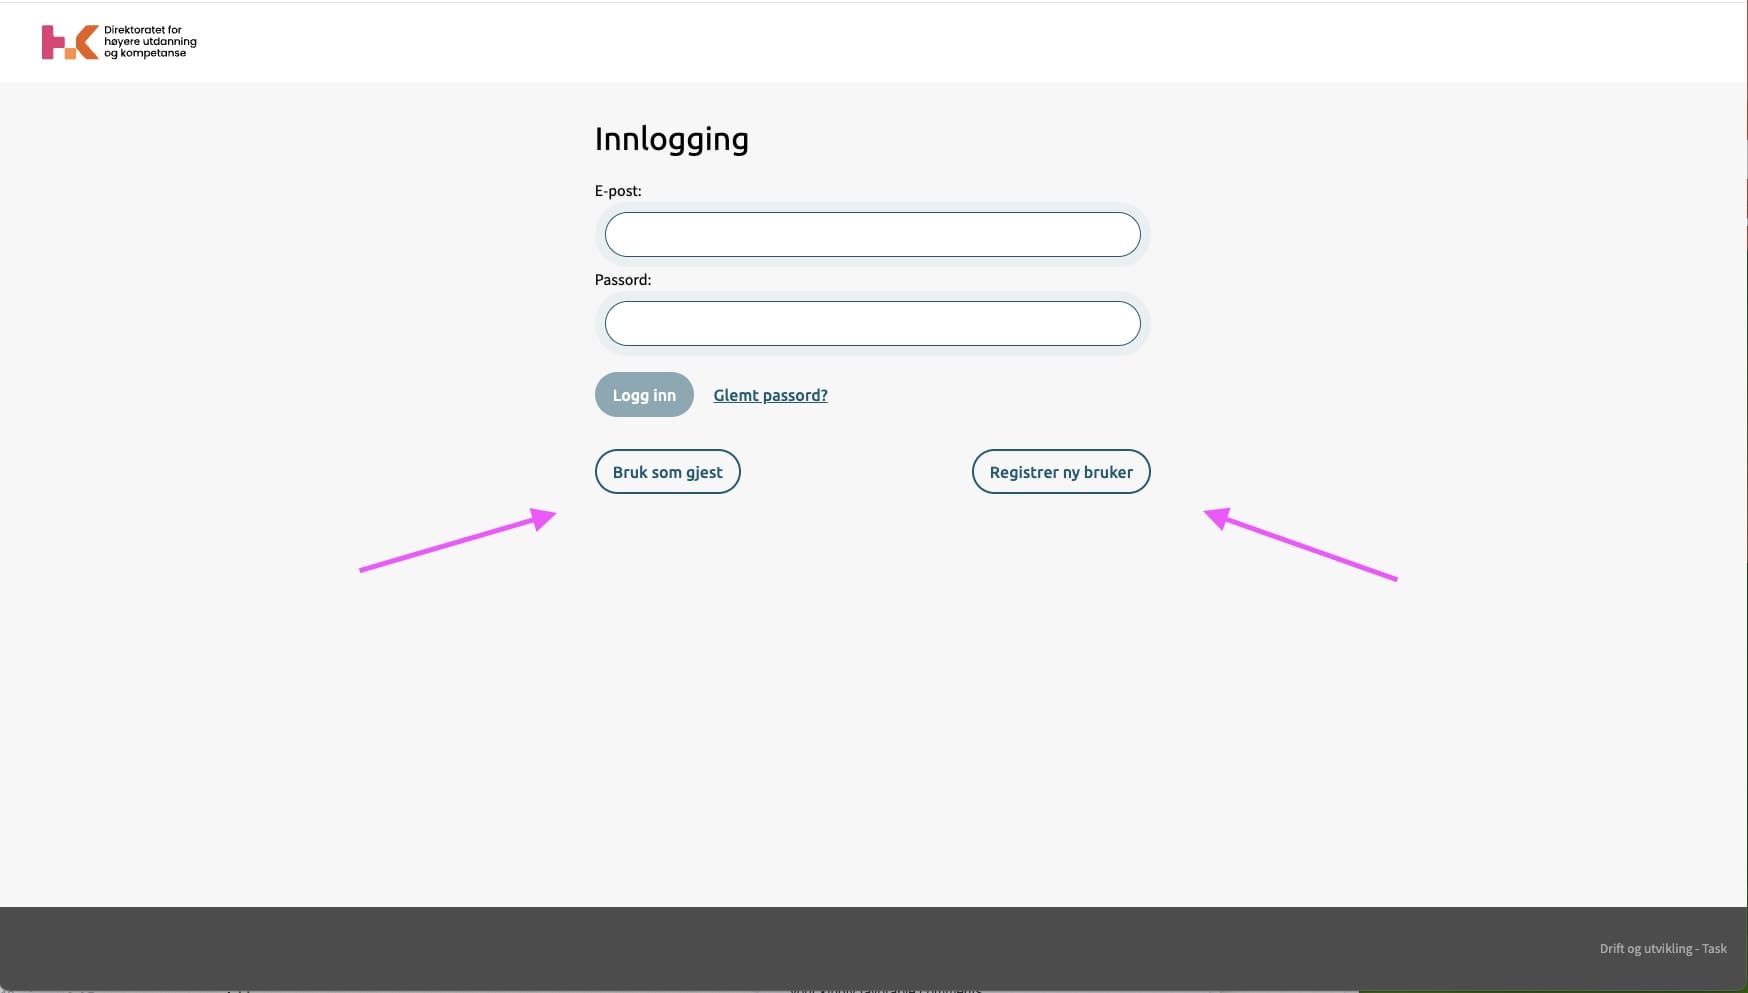 Direktoratet for
høyere utdanning
og kompetanse
Innlogging
E-post:
Passord:
Logg inn Glemt passord?
Bruk som gjest Registrer ny bruker
Drift og utvikling - Task